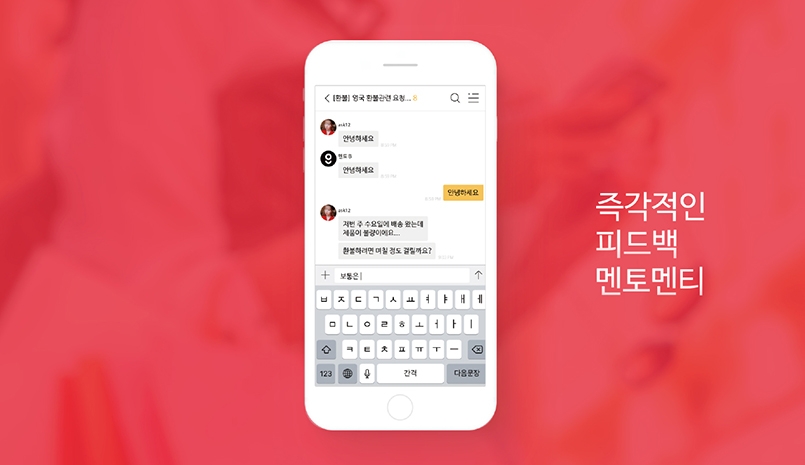 [환불] 영국 환불관련 요청... 8
ask12
안녕하세요
멘토 B
안녕하세요
안녕하세요
ask12
저번 주 수요일에 배송 왔는데
제품이 불량이에요....
환불하려면 며칠 정도 걸릴까요?
보통은
ㅂ ㅈ ㄷ ㄱ ㅅ ㅛ ㅕ ㅑ ㅐ ㅔ
ㅁ ㄴ ㅇ ㄹ ㅎ ㅗ ㅓ ㅏ ㅣ
ㅋ ㅌ ㅊ ㅍ ㅠ ㅜ ㅡ
123 간격 다음문장
즉각적인
피드백
멘토멘티